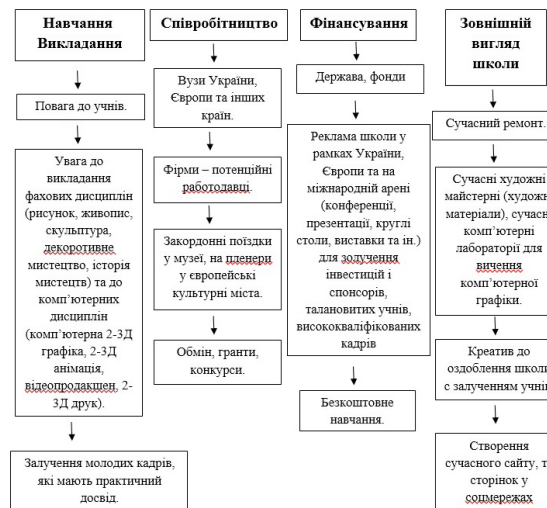 Навчання
Викладання
Повага до учнів.
Увага до
викладання
фахових дисциплін
(рисунок, живопис,
скульптура,
декоротивне
мистецтво, історія
мистецтв) та до
комп’ютерних
дисциплін
(комп’ютерна 2-3Д
графіка, 2-3Д
анімація,
відеопродакшен, 2-
3Д друк).
Залучення молодих кадрів,
які мають практичний
досвід.
Співробітництво
Вузи України,
Європи та інших
країн.
Фірми – потенційні
работодавці.
Закордонні поїздки
у музеї, на пленери
у європейські
культурні міста.
Обмін, гранти,
конкурси.
Фінансування
Держава, фонди
Реклама школи у
рамках України,
Європи та на
міжнародній арені
(конференції,
презентації, круглі
столи, виставки та ін.)
для золучення
інвестицій і
спонсорів,
талановитих учнів,
висококваліфікованих
кадрів
Безкоштовне
навчання.
Зовнішній
вигляд
школи
Сучасний ремонт.
Сучасні художні
майстерні (художні
матеріали), сучасн
комп’ютерні
лабораторії для
вичення
комп’ютерної
графіки.
Креатив до
оздоблення школи
с залученням учнів
Створення
сучасного сайту, т
сторінок у
соцмережах